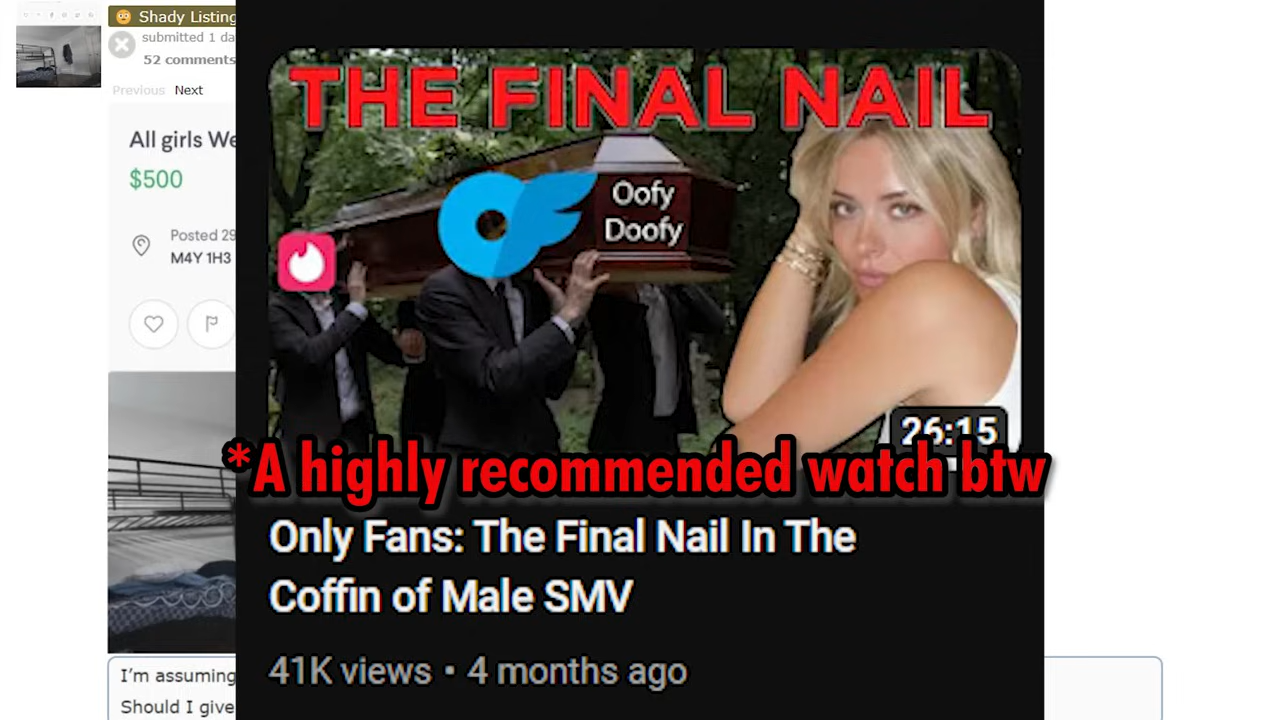 Shady Listing
submitted 1 da
52 comments
Previous Next
All girls We
$500
Posted 29
M4Y 1H3
THE FINAL NAIL
Oofy
Doofy
26:15
*A highly recommended watch btw
Only Fans: The Final Nail In The
Coffin of Male SMV
41K views • 4 months ago
I'm assuming
Should I give